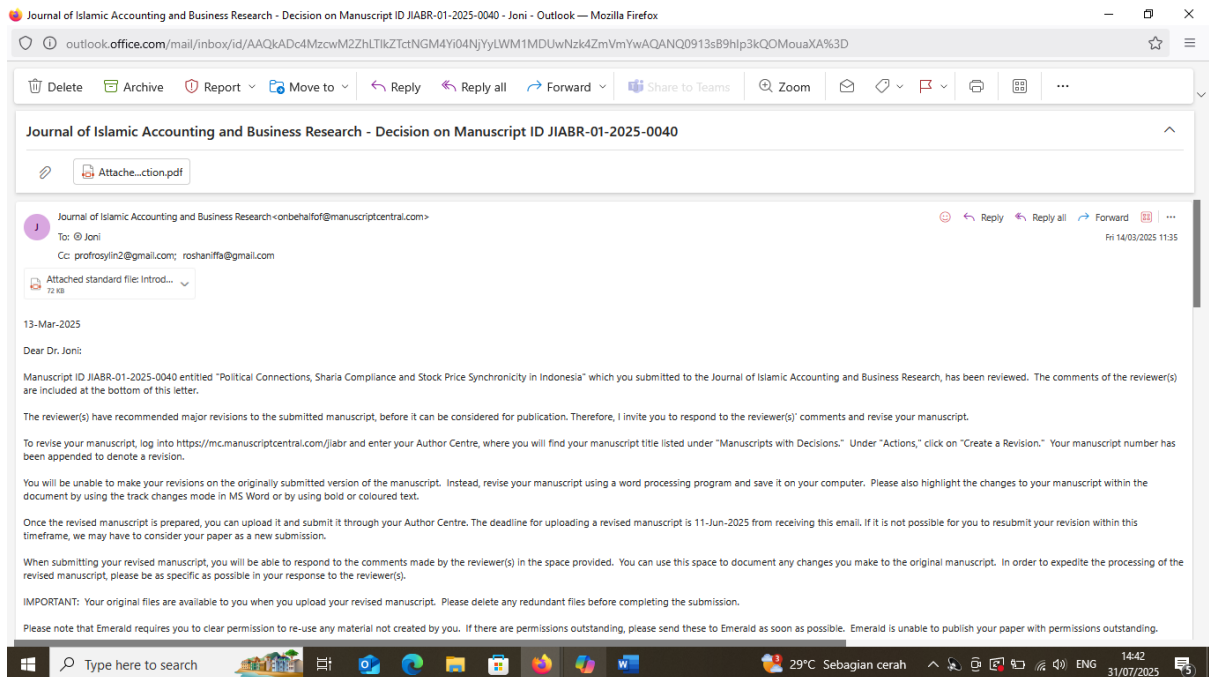 Journal of Islamic Accounting and Business Research - Decision on Manuscript ID JIABR-01-2025-0040 - Joni - Outlook — Mozilla Firefox
outlook.office.com/mail/inbox/id/AAQkADc4MzcwM2ZhLTlkZTctNGM4Yi04NjYyLWM1MDUwNzk4ZmVmYwAQANQ0913sB9hlp3kQOMouaXA%3D
Delete Archive Report Move to Reply Reply all Forward Share to Teams Zoom
Journal of Islamic Accounting and Business Research - Decision on Manuscript ID JIABR-01-2025-0040
Attache...ction.pdf
J
Journal of Islamic Accounting and Business Research<onbehalfof@manuscriptcentral.com>
Reply Reply all Forward
To: Joni
Fri 14/03/2025 11:35
Cc: profrosylin2@gmail.com; roshaniffa@gmail.com
Attached standard file: Introd...
72 KB
13-Mar-2025
Dear Dr. Joni:
Manuscript ID JIABR-01-2025-0040 entitled "Political Connections, Sharia Compliance and Stock Price Synchronicity in Indonesia" which you submitted to the Journal of Islamic Accounting and Business Research, has been reviewed. The comments of the reviewer(s)
are included at the bottom of this letter.
The reviewer(s) have recommended major revisions to the submitted manuscript, before it can be considered for publication. Therefore, I invite you to respond to the reviewer(s)' comments and revise your manuscript.
To revise your manuscript, log into https://mc.manuscriptcentral.com/jiabr and enter your Author Centre, where you will find your manuscript title listed under "Manuscripts with Decisions." Under "Actions," click on "Create a Revision." Your manuscript number has
been appended to denote a revision.
You will be unable to make your revisions on the originally submitted version of the manuscript. Instead, revise your manuscript using a word processing program and save it on your computer. Please also highlight the changes to your manuscript within the
document by using the track changes mode in MS Word or by using bold or coloured text.
Once the revised manuscript is prepared, you can upload it and submit it through your Author Centre. The deadline for uploading a revised manuscript is 11-Jun-2025 from receiving this email. If it is not possible for you to resubmit your revision within this
timeframe, we may have to consider your paper as a new submission.
When submitting your revised manuscript, you will be able to respond to the comments made by the reviewer(s) in the space provided. You can use this space to document any changes you make to the original manuscript. In order to expedite the processing of the
revised manuscript, please be as specific as possible in your response to the reviewer(s).
IMPORTANT: Your original files are available to you when you upload your revised manuscript. Please delete any redundant files before completing the submission.
Please note that Emerald requires you to clear permission to re-use any material not created by you. If there are permissions outstanding, please send these to Emerald as soon as possible. Emerald is unable to publish your paper with permissions outstanding.
Type here to search
3
29°C Sebagian cerah
ENG
14:42
31/07/2025
5